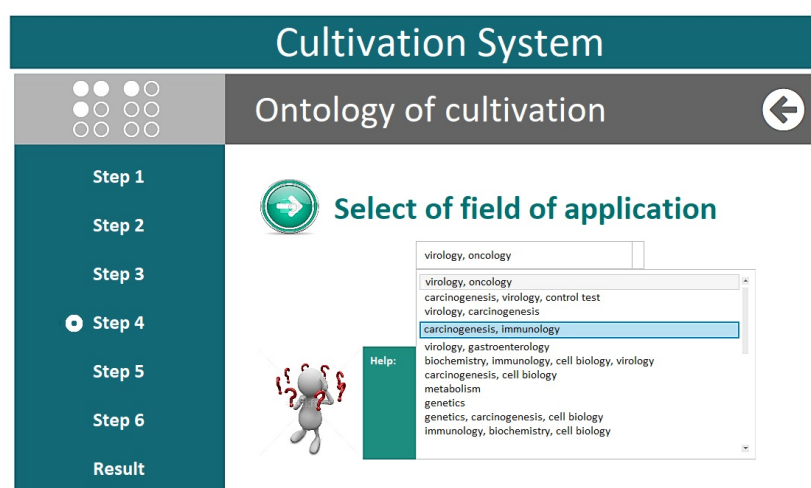 Cultivation System
Ontology of cultivation
Step 1
Step 2
Step 3
Step 4
Step 5
Step 6
Result
Select of field of application
virology, oncology
virology, oncology
carcinogenesis, virology, control test
virology, carcinogenesis
carcinogenesis, immunology
virology, gastroenterology
biochemistry, immunology, cell biology, virology
carcinogenesis, cell biology
metabolism
genetics
genetics, carcinogenesis, cell biology
immunology, biochemistry, cell biology
Help: